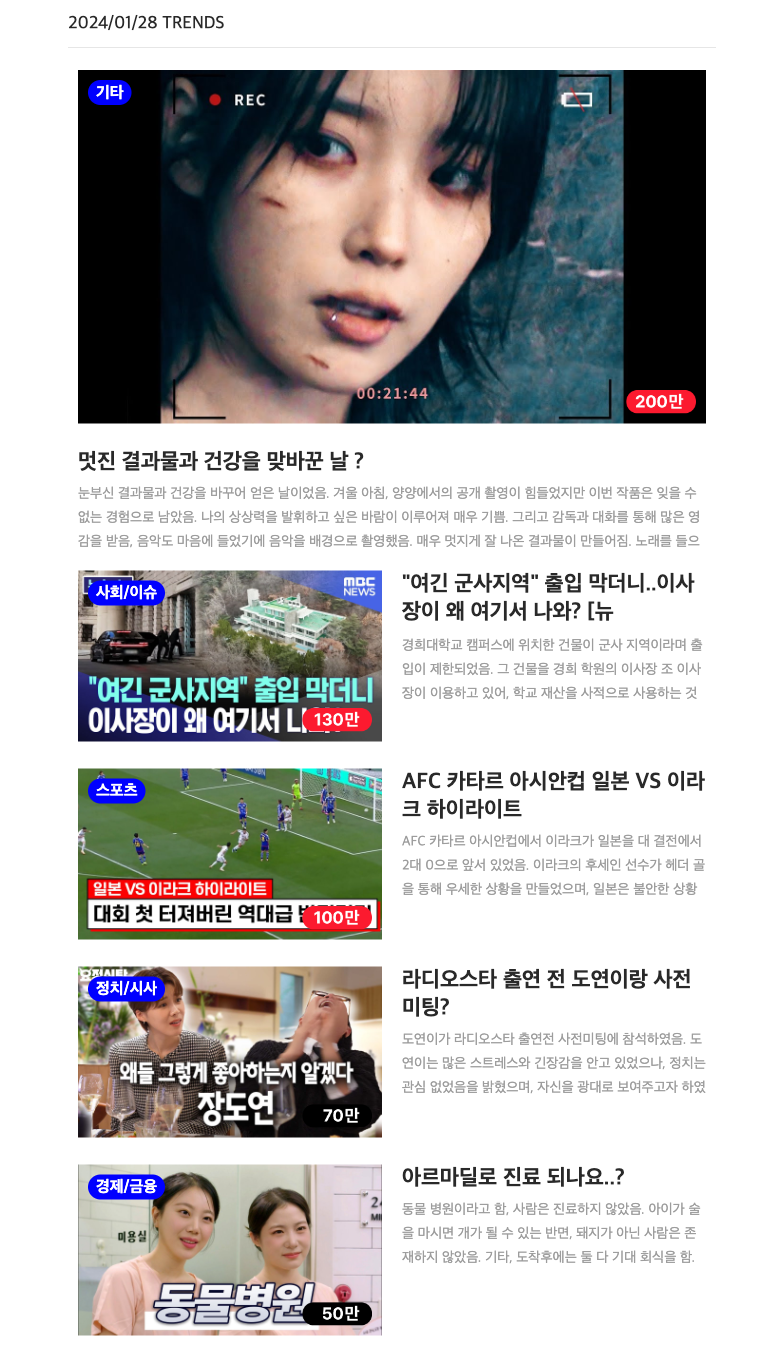 2024/01/28 TRENDS
기타
REC
00:21:44
200만
멋진 결과물과 건강을 맞바꾼 날 ?
눈부신 결과물과 건강을 바꾸어 얻은 날이었음. 겨울 아침, 양양에서의 공개 촬영이 힘들었지만 이번 작품은 잊을 수
없는 경험으로 남았음. 나의 상상력을 발휘하고 싶은 바람이 이루어져 매우 기쁨. 그리고 감독과 대화를 통해 많은 영
감을 받음, 음악도 마음에 들었기에 음악을 배경으로 촬영했음. 매우 멋지게 잘 나온 결과물이 만들어짐. 노래를 들으
사회/이슈
MBC
NEWS
"여긴 군사지역" 출입 막더니
이사장이 왜 여기서
130만
"여긴 군사지역" 출입 막더니..이사
장이 왜 여기서 나와? [뉴
경희대학교 캠퍼스에 위치한 건물이 군사 지역이라며 출
입이 제한되었음. 그 건물을 경희 학원의 이사장 조 이사
장이 이용하고 있어, 학교 재산을 사적으로 사용하는 것
스포츠
일본 VS 이라크 하이라이트
대회 첫 터져버린 역대급
100만
AFC 카타르 아시안컵 일본 VS 이라
크 하이라이트
AFC 카타르 아시안컵에서 이라크가 일본을 대 결전에서
2대 0으로 앞서 있었음. 이라크의 후세인 선수가 헤더 골
을 통해 우세한 상황을 만들었으며, 일본은 불안한 상황
정치/시사
왜들 그렇게 좋아하는지 알겠다
장도연
70만
라디오스타 출연 전 도연이랑 사전
미팅?
도연이가 라디오스타 출연전 사전미팅에 참석하였음. 도
연이는 많은 스트레스와 긴장감을 안고 있었으나, 정치는
관심 없었음을 밝혔으며, 자신을 광대로 보여주고자 하였
경제/금융
미용실
동물병원
50만
아르마딜로 진료 되나요..?
동물 병원이라고 함, 사람은 진료하지 않았음. 아이가 술
을 마시면 개가 될 수 있는 반면, 돼지가 아닌 사람은 존
재하지 않았음. 기타, 도착후에는 둘 다 기대 회식을 함.